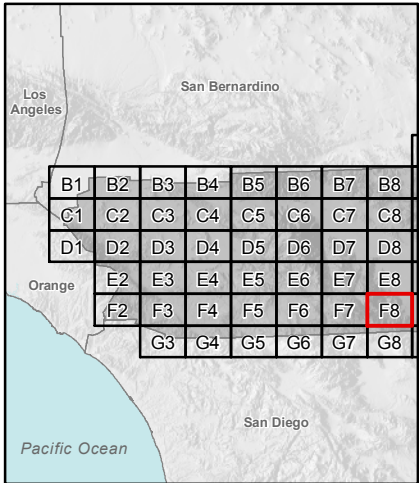 San Bernardino
Los
Angeles
B1 B2 B3 B4 B5 B6 B7 B8
C1 C2 C3 C4 C5 C6 C7 C8
D1 D2 D3 D4 D5 D6 D7 D8
E2 E3 E4 E5 E6 E7 E8
Orange
F2 F3 F4 F5 F6 F7 F8
G3 G4 G5 G6 G7 G8
San Diego
Pacific Ocean